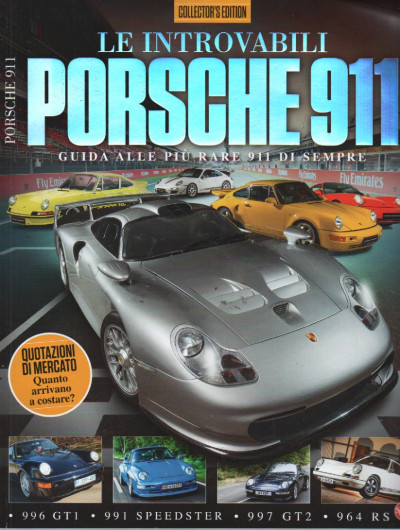 COLLECTOR'S EDITION
LE INTROVABILI
PORSCHE 911
GUIDA ALLE PIÙ RARE 911 DI SEMPRE
PORSCHE 911
Fly Emirates
Fly Emirates
QUOTAZIONI
DI MERCATO
Quanto
arrivano
a costare?
• 996 GT1 • 991 SPEEDSTER • 997 GT2 • 964 RS